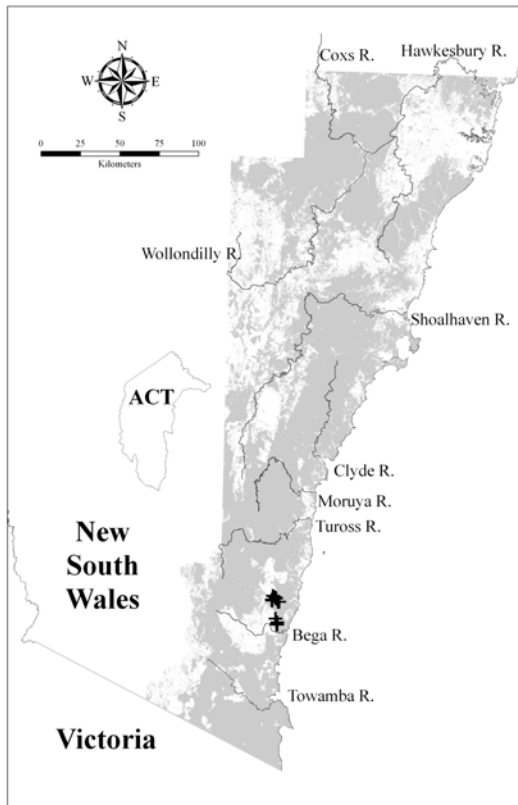 Coxs R.
Hawkesbury R.
N
W
E
S
0 25 50 75 100
Kilometers
Wollondilly R.
Shoalhaven R.
ACT
Clyde R.
Moruya R.
Tuross R.
New
South
Wales
Bega R.
Towamba R.
Victoria